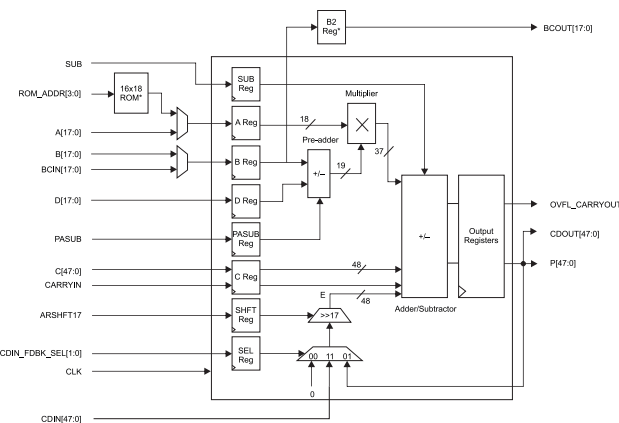 B2
Reg*
BCOUT[17:0]
SUB
SUB
Reg
ROM_ADDR[3:0]
16x18
ROM*
Multiplier
A Reg
18
A[17:0]
Pre-adder
37
B[17:0]
B Reg
BCIN[17:0]
+/–
19
D[17:0]
D Reg
OVFL_CARRYOUT
PASUB
PASUB
Reg
+/–
Output
Registers
CDOUT[47:0]
C[47:0]
C Reg
48
P[47:0]
CARRYIN
E
48
ARSHFT17
SHFT
Reg
>>17
Adder/Subtractor
CDIN_FDBK_SEL[1:0]
SEL
Reg
00 11 01
CLK
0
CDIN[47:0]